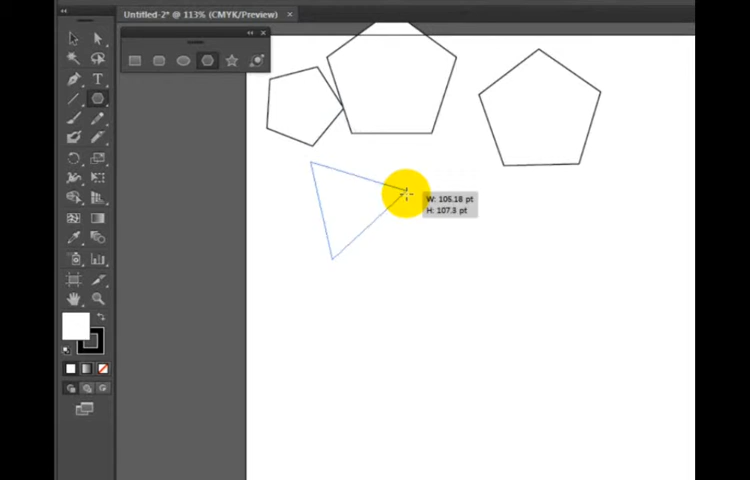 Untitled-2* @ 113% (CMYK/Preview)
T
W: 105.18 pt
H: 107.3 pt